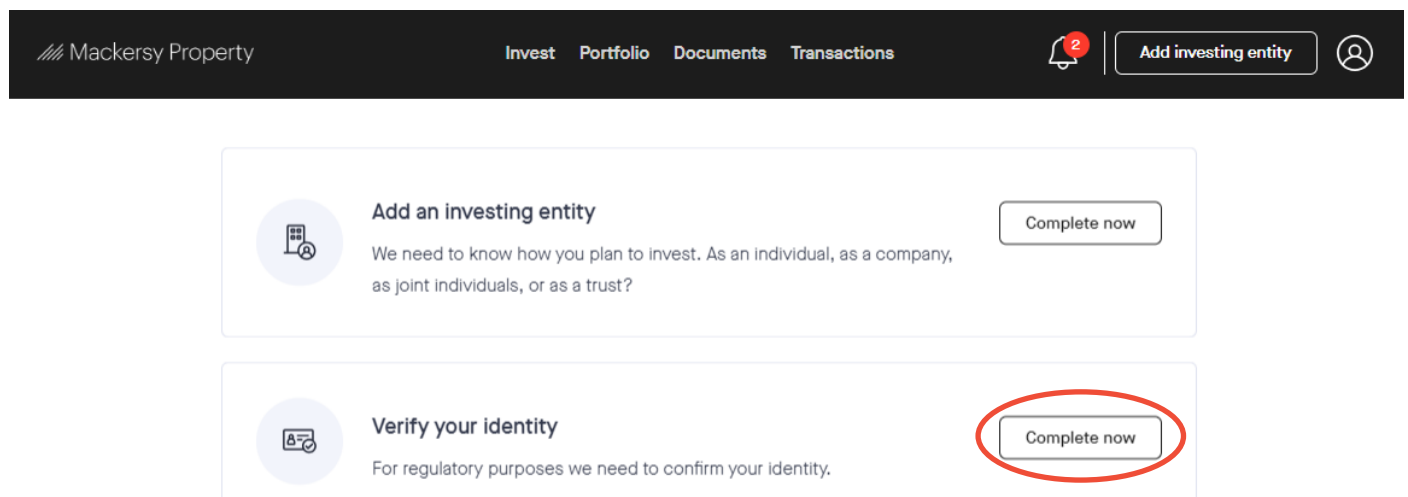 Mackersy Property
Invest Portfolio Documents Transactions
2
Add investing entity
Add an investing entity
Complete now
We need to know how you plan to invest. As an individual, as a company,
as joint individuals, or as a trust?
Verify your identity
Complete now
For regulatory purposes we need to confirm your identity.